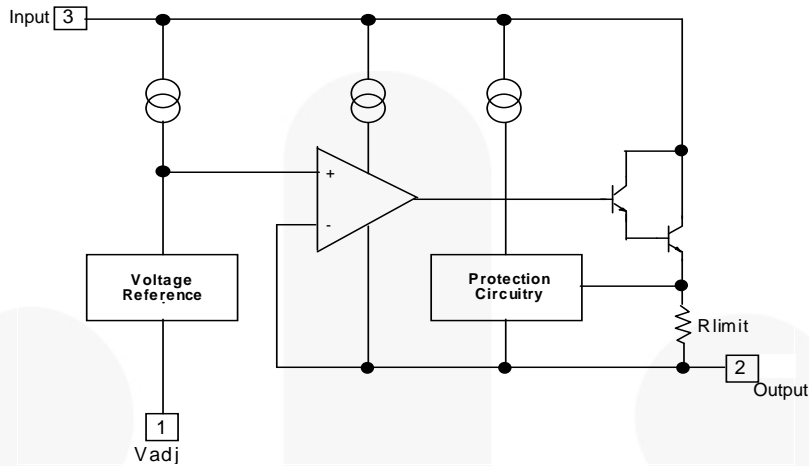 Input 3
+
-
Voltage
Reference
Protection
Circuitry
Rlimit
2
Output
1
Vadj